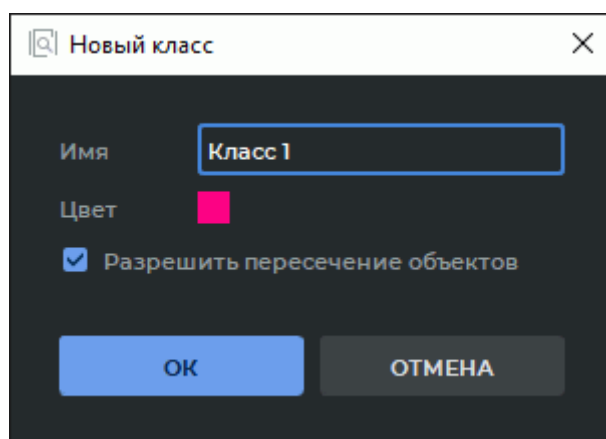 Новый класс
Имя Класс 1
Цвет
Разрешить пересечение объектов
ОК ОТМЕНА